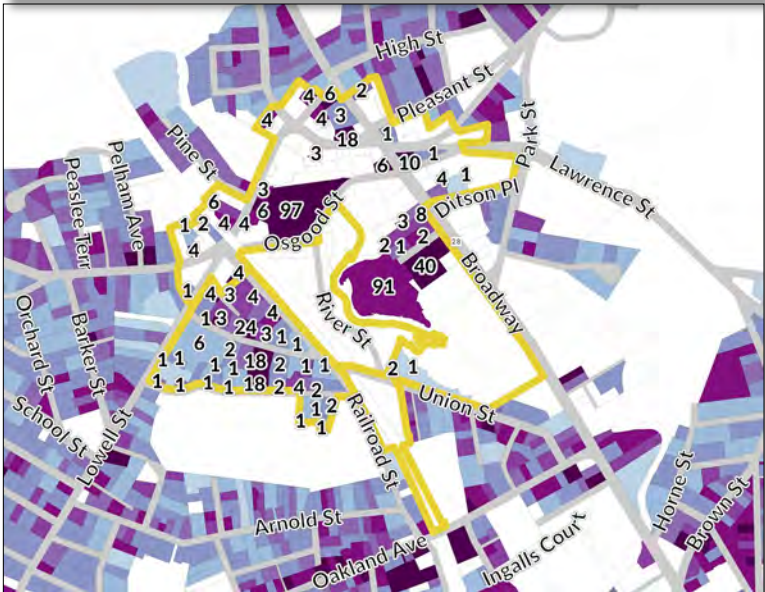 High St
4 6 2
Pleasant St
4 4 3
18 1
Park St
Pine St
3 6 10 1
Lawrence St
Pelham Ave
Peaslee Terr
4 1
3
6 6 97
Ditson Pl
3 8
1 2 4 4
Osgood St
2 1 2
28
4
40
Broadway
4
91
1 4 3 4
River St
Orchard St
Barker St
13 4
24 3 1 1
6 2
1 1 1 1 18 2 1 1
2 1
1 1 1 1 18 2 4 2
Union St
1 2
1 1
School St
Lowell St
Railroad St
Horne St
Brown St
Arnold St
Oakland Ave
Ingalls Court